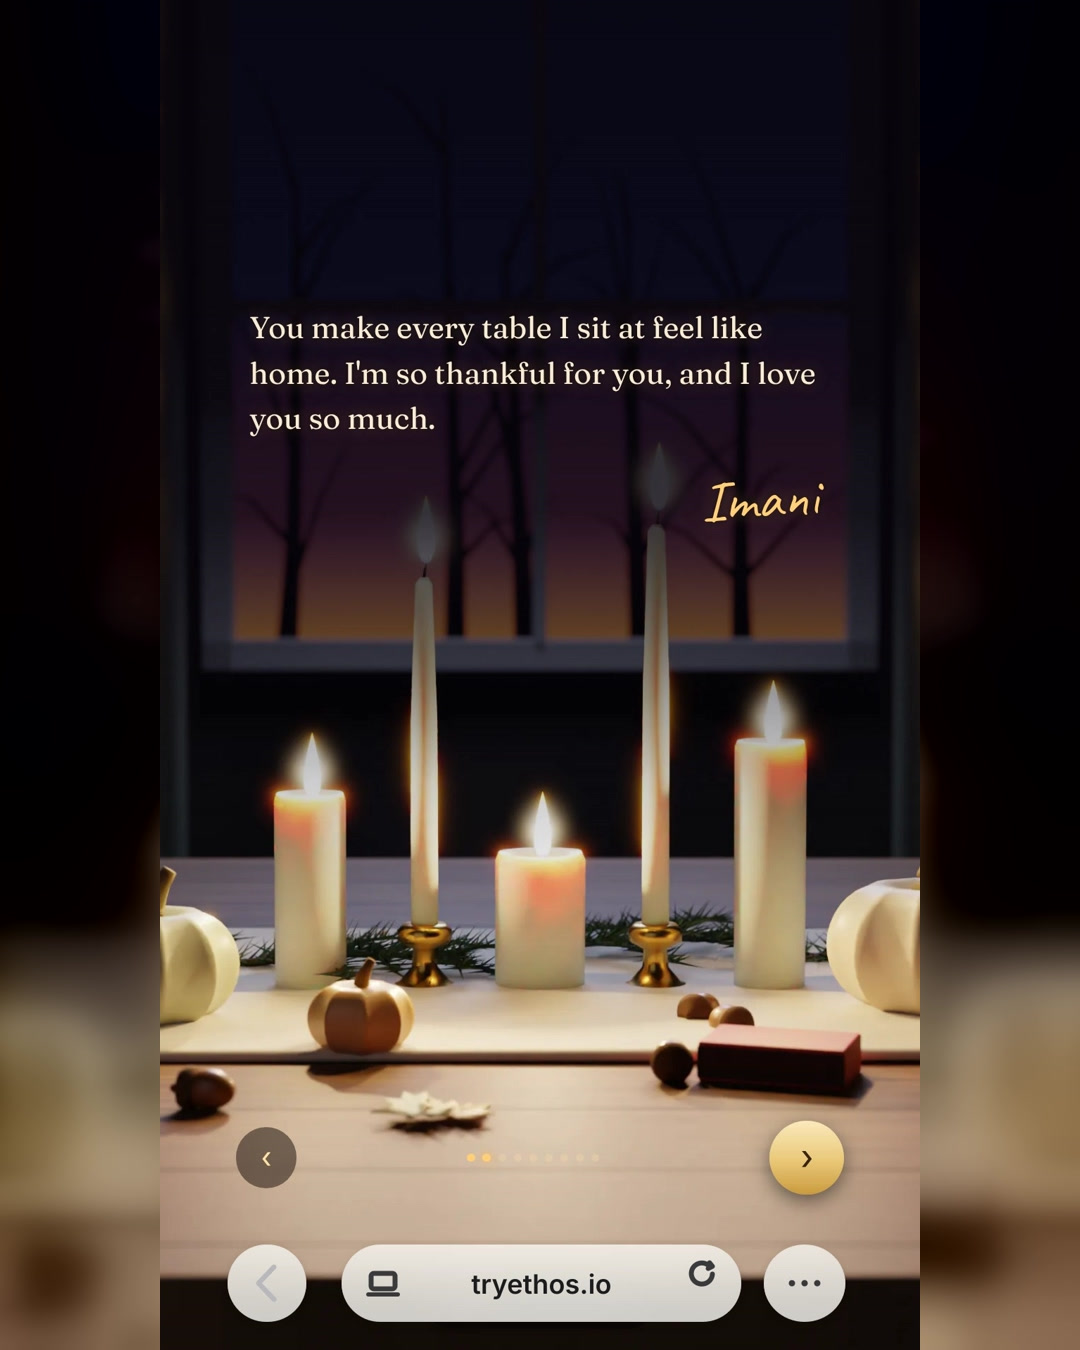 You make every table I sit at feel like
home. I'm so thankful for you, and I love
you so much.
Imani
tryethos.io